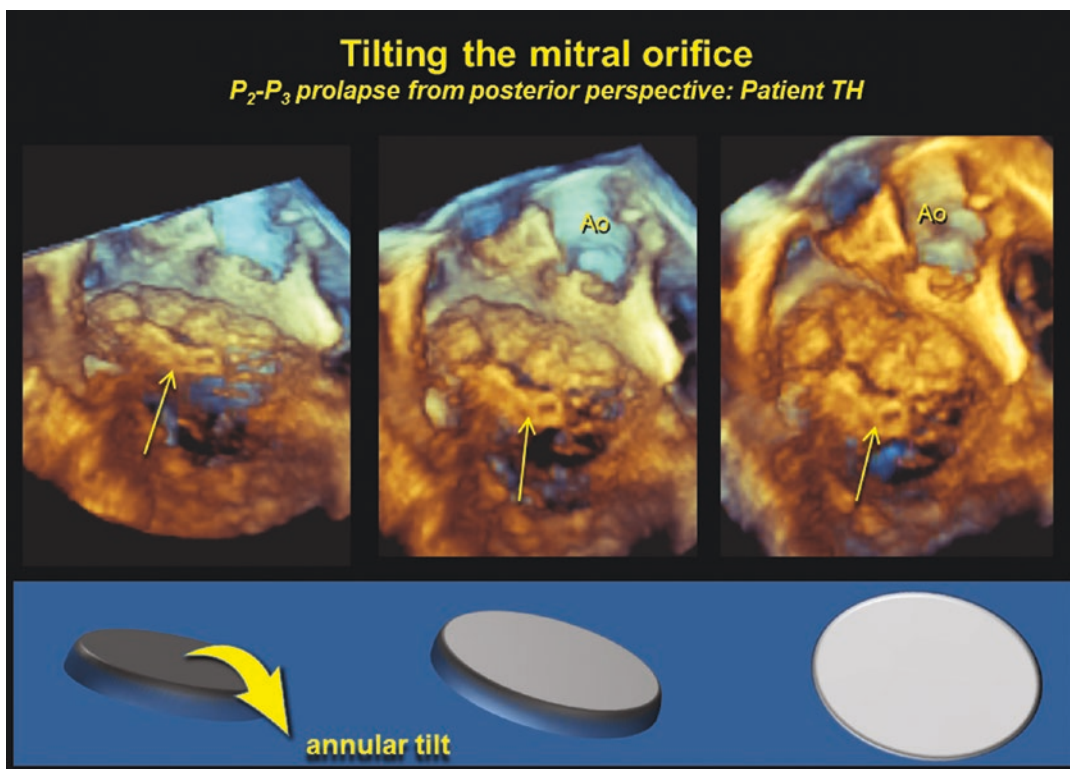 Tilting the mitral orifice
P₂-P₃ prolapse from posterior perspective: Patient TH
Ao
Ao
annular tilt